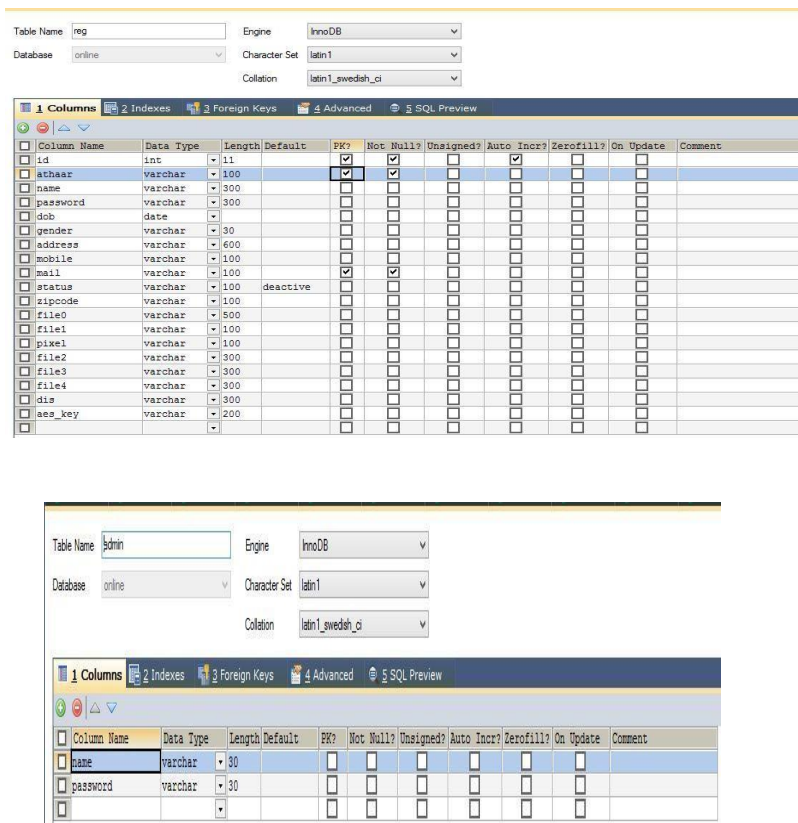 Table Name reg Engine InnoDB
Database online Character Set latin1
Collation latin1_swedish_ci
1 Columns 2 Indexes 3 Foreign Keys 4 Advanced 5 SQL Preview
Column Name Data Type Length Default PK? Not Null? Unsigned? Auto Incr? Zerofill? On Update Comment
id int 11
athaar varchar 100
name varchar 300
password varchar 300
dob date
gender varchar 30
address varchar 600
mobile varchar 100
mail varchar 100
status varchar 100 deactive
zipcode varchar 100
file0 varchar 500
file1 varchar 100
pixel varchar 100
file2 varchar 300
file3 varchar 300
file4 varchar 300
dis varchar 300
aes_key varchar 200
Table Name admin Engine InnoDB
Database online Character Set latin1
Collation latin1_swedish_ci
1 Columns 2 Indexes 3 Foreign Keys 4 Advanced 5 SQL Preview
Column Name Data Type Length Default PK? Not Null? Unsigned? Auto Incr? Zerofill? On Update Comment
name varchar 30
password varchar 30